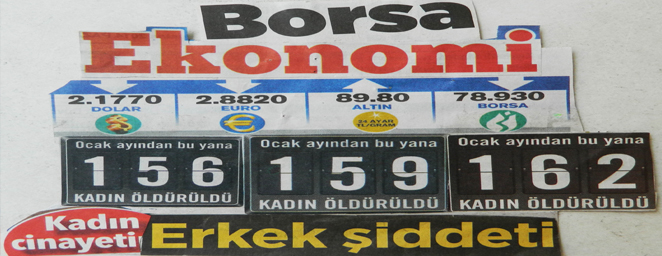 Borsa
Ekonomi
2.1770 2.8820 89.80 78.930
DOLAR EURO ALTIN BORSA
24 AYAR
TL/GRAM
Ocak ayından bu yana Ocak ayından bu yana Ocak ayından bu yana
156 159 162
KADIN ÖLDÜRÜLDÜ KADIN ÖLDÜRÜLDÜ KADIN ÖLDÜRÜLDÜ
Kadın
cinayeti Erkek şiddeti